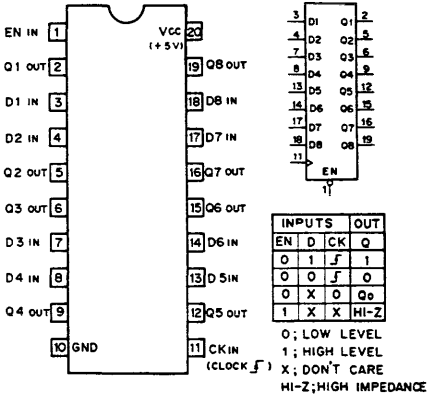 EN IN 1
Q1 OUT 2
D1 IN 3
D2 IN 4
Q2 OUT 5
Q3 OUT 6
D3 IN 7
D4 IN 8
Q4 OUT 9
10 GND
VCC 20
(+5V)
19 Q8 OUT
18 D8 IN
17 D7 IN
16 Q7 OUT
15 Q6 OUT
14 D6 IN
13 D5 IN
12 Q5 OUT
11 CK IN
(CLOCK )
3 D1 Q1 2
4 D2 Q2 5
7 D3 Q3 6
8 D4 Q4 9
13 D5 Q5 12
14 D6 Q6 15
17 D7 Q7 16
18 D8 Q8 19
11
EN
1
INPUTS OUT
EN D CK Q
0 1 1
0 0 0
0 X 0 Qo
1 X X HI-Z
0; LOW LEVEL
1; HIGH LEVEL
X; DON'T CARE
HI-Z; HIGH IMPEDANCE